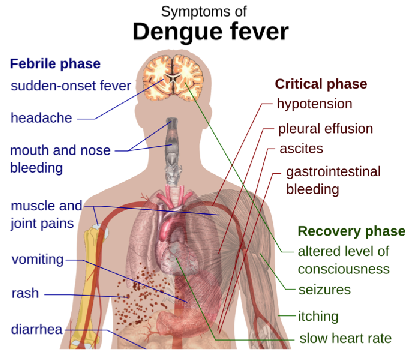 Symptoms of
Dengue fever
Febrile phase
sudden-onset fever
headache
mouth and nose
bleeding
muscle and
joint pains
vomiting
rash
diarrhea
Critical phase
hypotension
pleural effusion
ascites
gastrointestinal
bleeding
Recovery phase
altered level of
consciousness
seizures
itching
slow heart rate